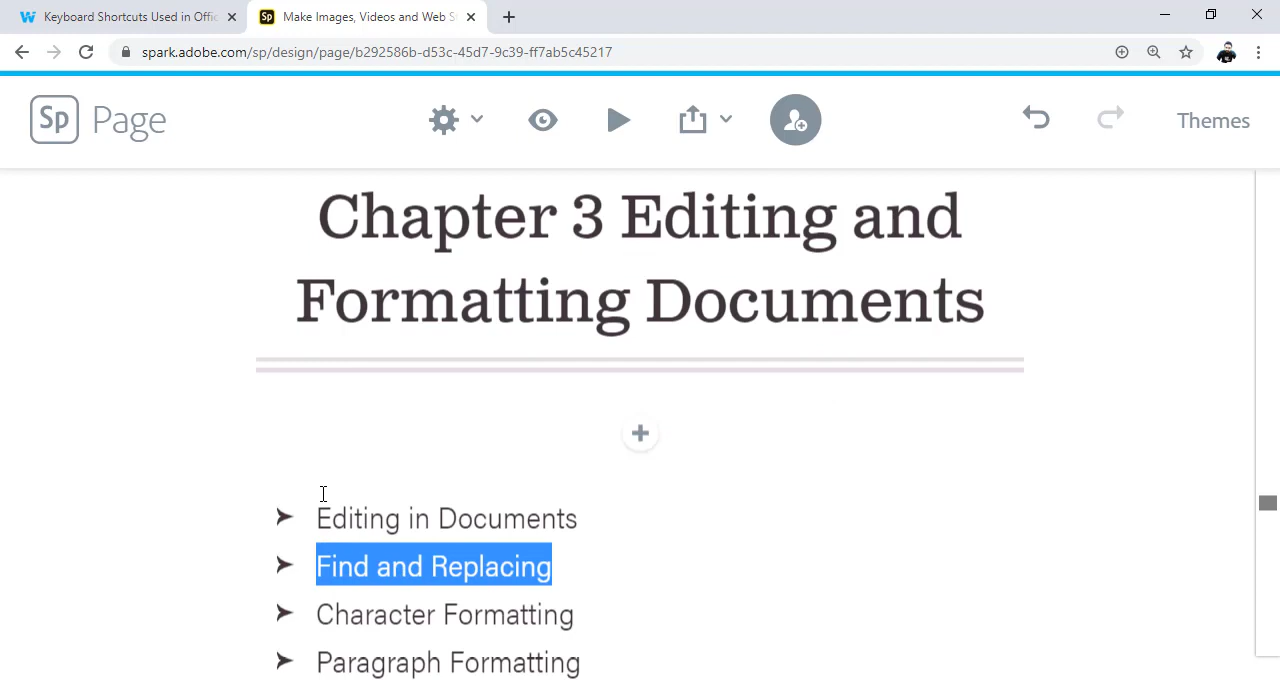 Keyboard Shortcuts Used in Offic
Make Images, Videos and Web S
spark.adobe.com/sp/design/page/b292586b-d53c-45d7-9c39-ff7ab5c45217
Sp Page
Themes
Chapter 3 Editing and
Formatting Documents
Editing in Documents
Find and Replacing
Character Formatting
Paragraph Formatting